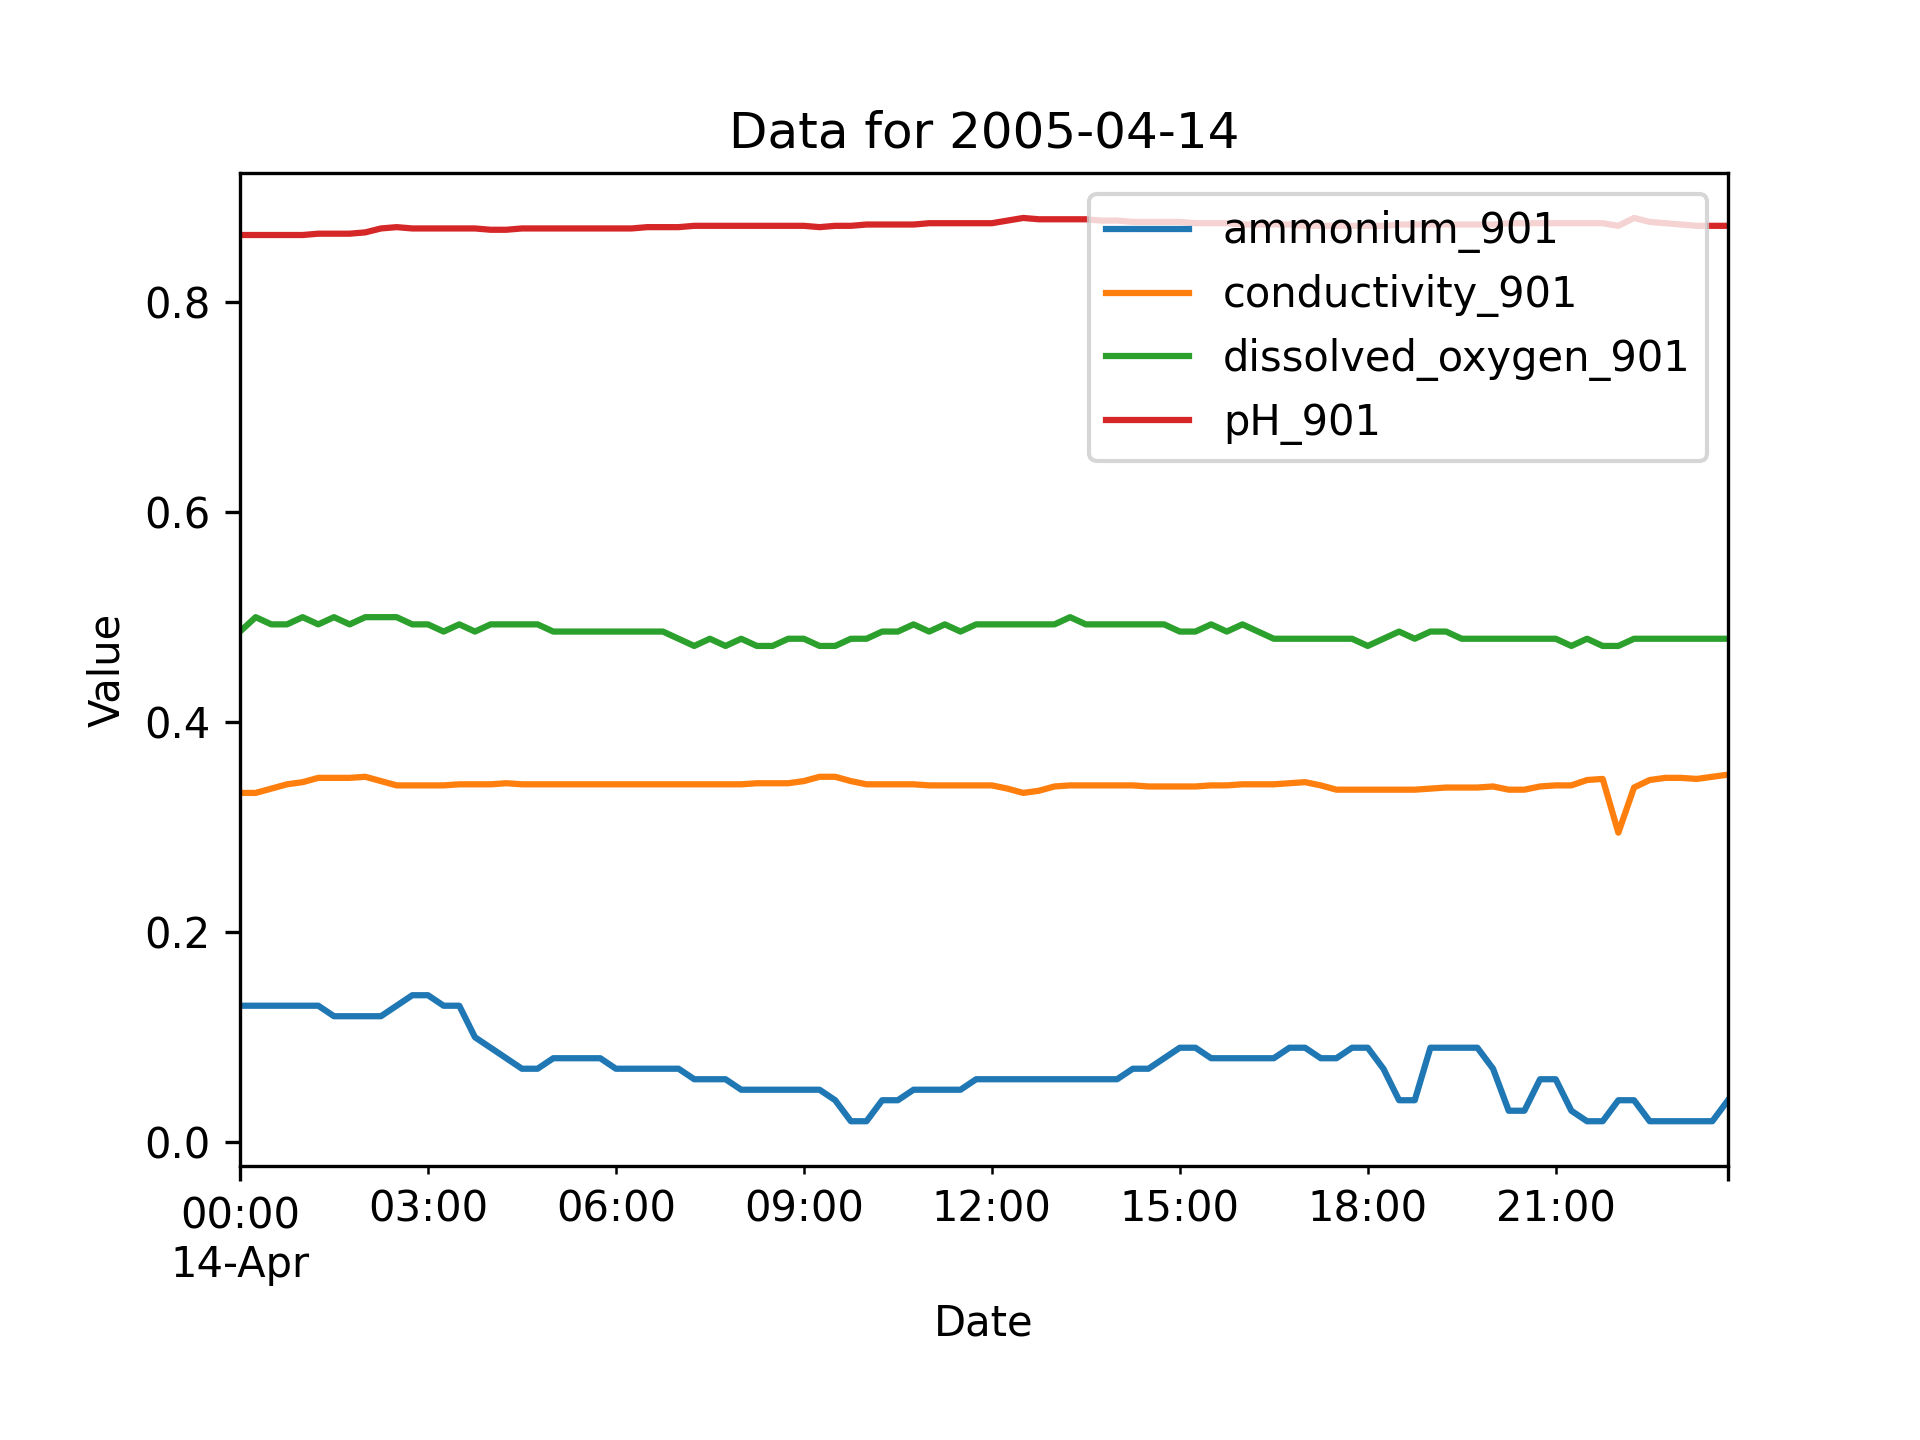 Data for 2005-04-14
ammonium_901
conductivity_901
dissolved_oxygen_901
pH_901
0.8
0.6
0.4
0.2
0.0
Value
00:00 03:00 06:00 09:00 12:00 15:00 18:00 21:00
14-Apr
Date